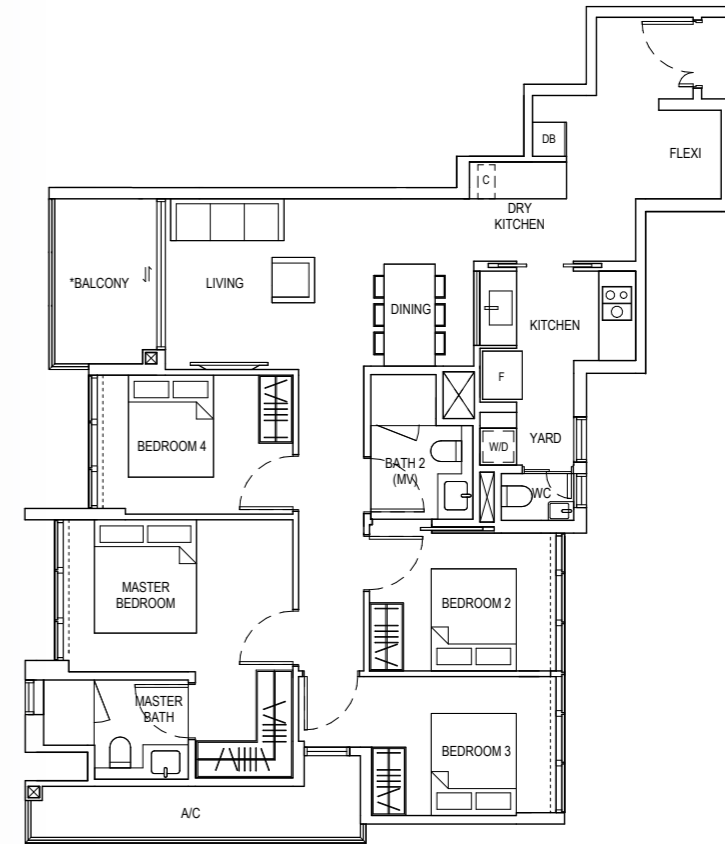 DB
FLEXI
C
DRY
KITCHEN
*BALCONY
LIVING
DINING
KITCHEN
F
BEDROOM 4
YARD
W/D
BATH 2
(MV)
WC
MASTER
BEDROOM
BEDROOM 2
MASTER
BATH
BEDROOM 3
A/C